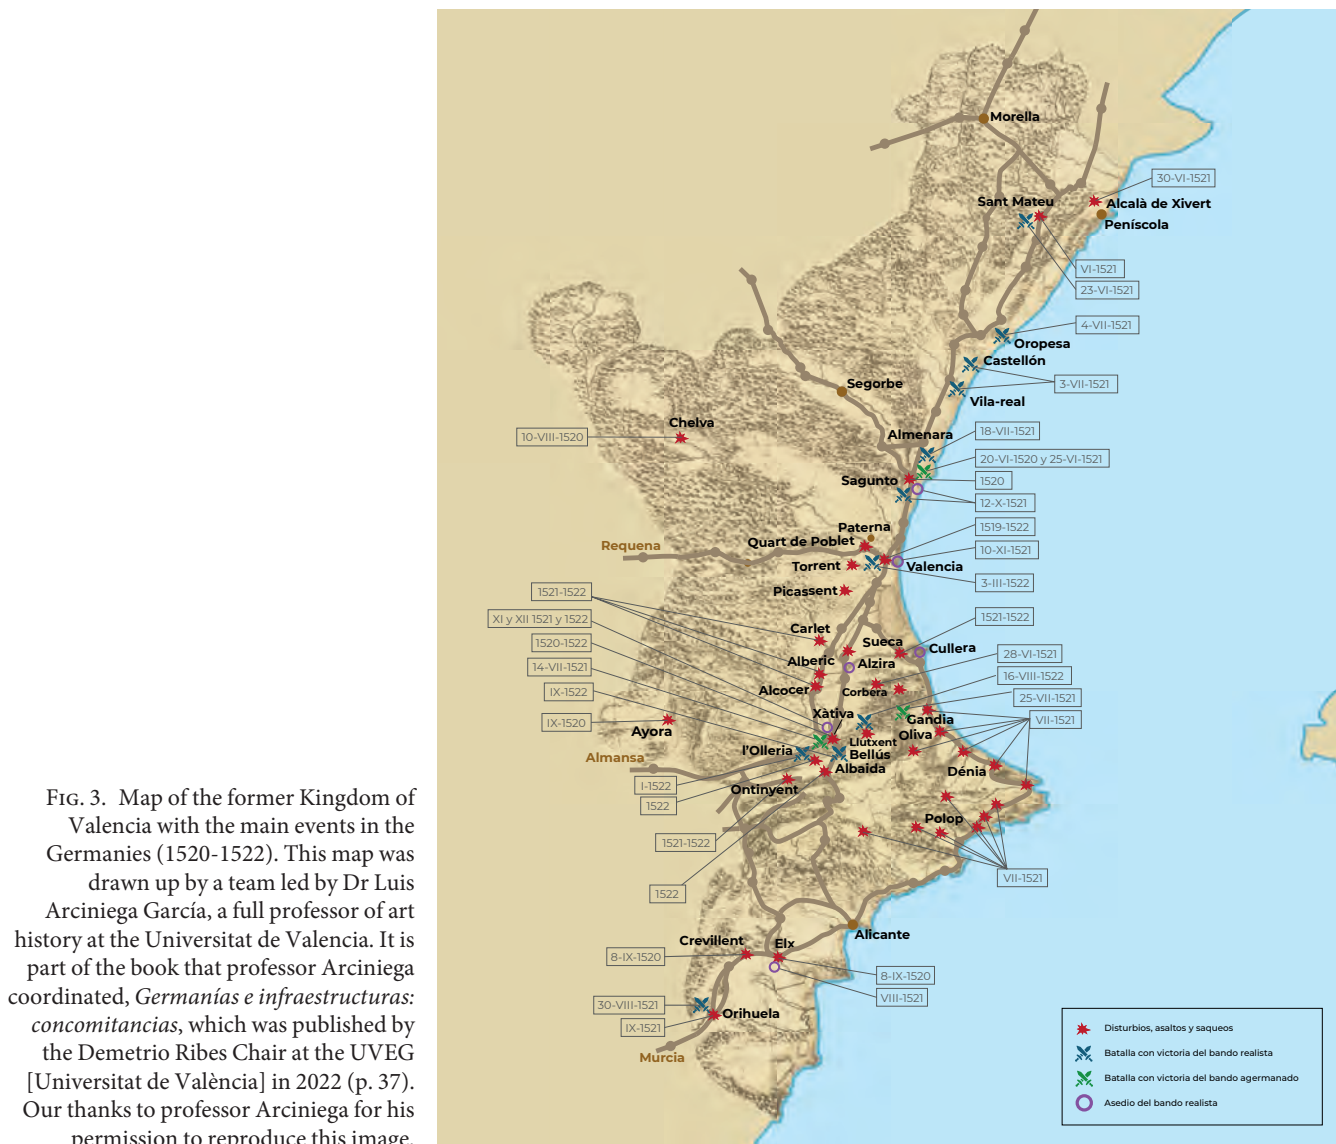 Morella
30-VI-1521
Sant Mateu
Alcalà de Xivert
Peníscola
VI-1521
23-VI-1521
4-VII-1521
Oropesa
Castellón
3-VII-1521
Segorbe
Vila-real
Chelva
10-VIII-1520
Almenara
18-VII-1521
20-VI-1520 y 25-VI-1521
Sagunto
1520
12-X-1521
Paterna
1519-1522
Requena
Quart de Poblet
10-XI-1521
Torrent
Valencia
3-III-1522
Picassent
1521-1522
XI y XII 1521 y 1522
1521-1522
Carlet
1520-1522
Sueca
Cullera
28-VI-1521
Alberic
Alzira
14-VII-1521
16-VIII-1522
Alcocer
Corbera
IX-1522
25-VII-1521
Xàtiva
IX-1520
Gandia
VII-1521
Ayora
Oliva
Llutxent
l'Olleria
Bellús
Almansa
Albaida
Dénia
I-1522
Ontinyent
1522
Polop
1521-1522
VII-1521
1522
Alicante
Crevillent
Elx
8-IX-1520
8-IX-1520
VIII-1521
30-VIII-1521
Orihuela
IX-1521
Murcia
Disturbios, asaltos y saqueos
Batalla con victoria del bando realista
Batalla con victoria del bando agermanado
Asedio del bando realista
FIG. 3. Map of the former Kingdom of
Valencia with the main events in the
Germanies (1520-1522). This map was
drawn up by a team led by Dr Luis
Arciniega García, a full professor of art
history at the Universitat de Valencia. It is
part of the book that professor Arciniega
coordinated, Germanías e infraestructuras:
concomitancias, which was published by
the Demetrio Ribes Chair at the UVEG
[Universitat de València] in 2022 (p. 37).
Our thanks to professor Arciniega for his
permission to reproduce this image.